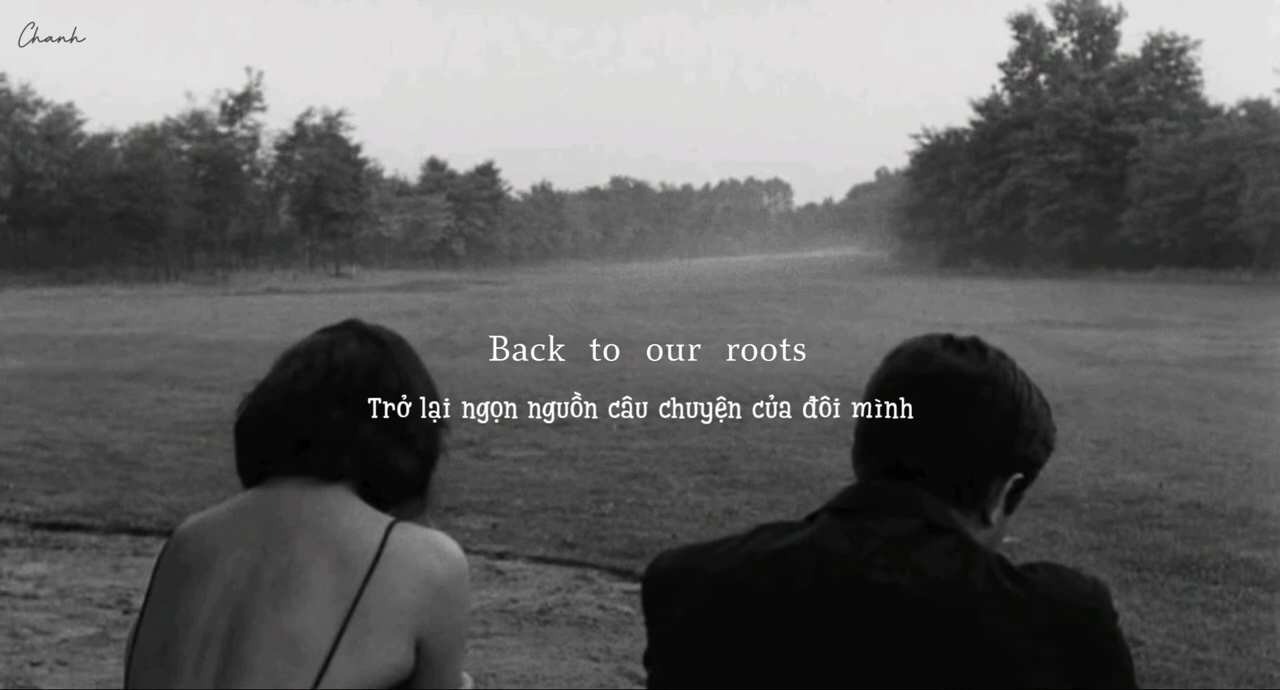 Chanh
Back to our roots
Trở lại ngọn nguồn câu chuyện của đôi mình